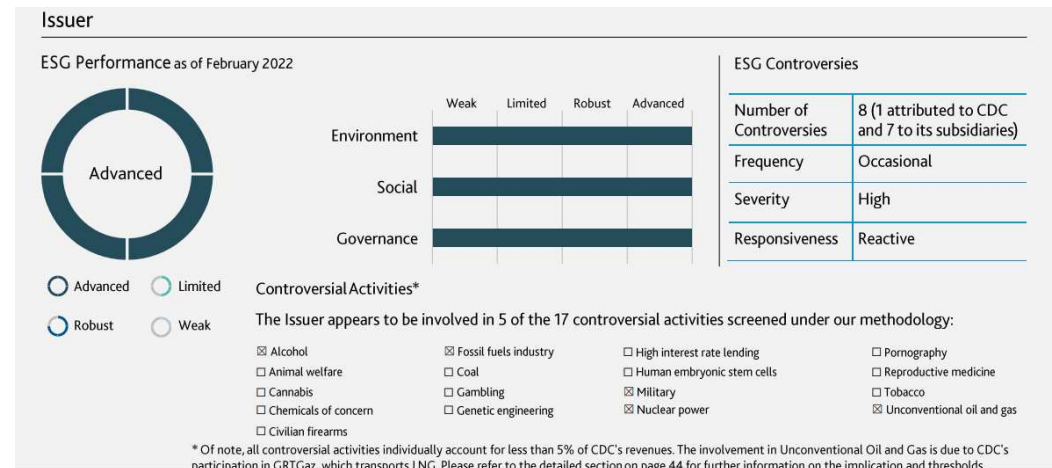 Issuer
ESG Performance as of February 2022
Advanced
Advanced
Limited
Robust
Weak
Weak
Limited
Robust
Advanced
Environment
Social
Governance
ESG Controversies
Number of
Controversies
8 (1 attributed to CDC
and 7 to its subsidiaries)
Frequency
Occasional
Severity
High
Responsiveness
Reactive
Controversial Activities*
The Issuer appears to be involved in 5 of the 17 controversial activities screened under our methodology:
☒ Alcohol
☐ Animal welfare
☐ Cannabis
☐ Chemicals of concern
☐ Civilian firearms
☒ Fossil fuels industry
☐ Coal
☐ Gambling
☐ Genetic engineering
☐ High interest rate lending
☐ Human embryonic stem cells
☒ Military
☒ Nuclear power
☐ Pornography
☐ Reproductive medicine
☐ Tobacco
☒ Unconventional oil and gas
* Of note, all controversial activities individually account for less than 5% of CDC's revenues. The involvement in Unconventional Oil and Gas is due to CDC's
participation in GRTGaz, which transports LNG. Please refer to the detailed section on page 44 for further information on the implication and thresholds